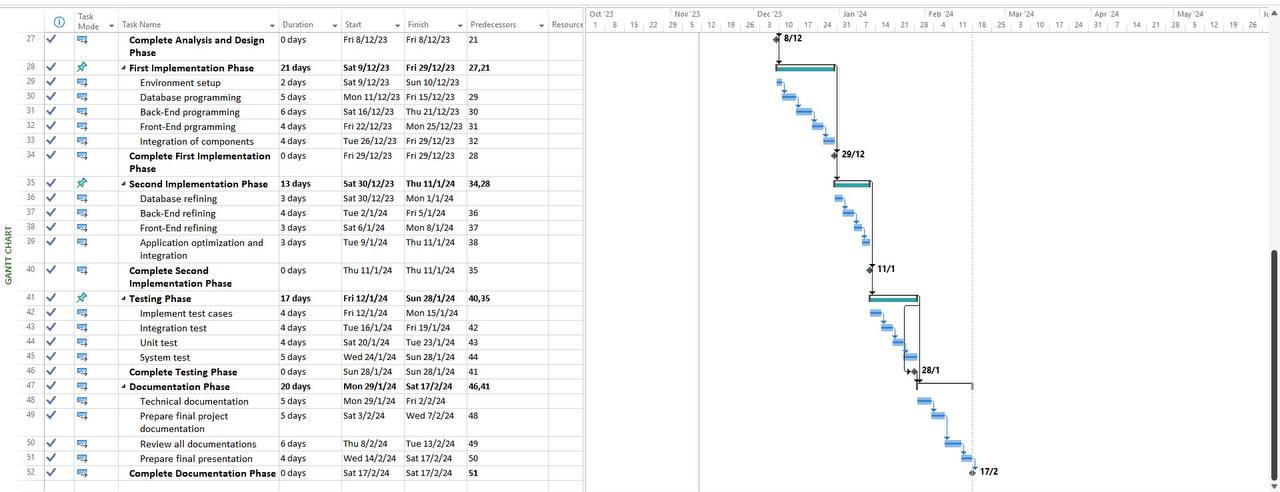 Oct '23 Nov '23 Dec '23 Jan '24 Feb '24 Mar '24 Apr '24 May '24
Task Mode Task Name Duration Start Finish Predecessors Resource
1 8 15 22 29 5 12 19 26 3 10 17 24 31 7 14 21 28 4 11 18 25 3 10 17 24 31 7 14 21 28 5 12 19 26
27 Complete Analysis and Design Phase 0 days Fri 8/12/23 Fri 8/12/23 21 8/12
28 First Implementation Phase 21 days Sat 9/12/23 Fri 29/12/23 27,21
29 Environment setup 2 days Sat 9/12/23 Sun 10/12/23
30 Database programming 5 days Mon 11/12/23 Fri 15/12/23 29
31 Back-End programming 6 days Sat 16/12/23 Thu 21/12/23 30
32 Front-End prgramming 4 days Fri 22/12/23 Mon 25/12/23 31
33 Integration of components 4 days Tue 26/12/23 Fri 29/12/23 32
34 Complete First Implementation Phase 0 days Fri 29/12/23 Fri 29/12/23 28 29/12
35 Second Implementation Phase 13 days Sat 30/12/23 Thu 11/1/24 34,28
36 Database refining 3 days Sat 30/12/23 Mon 1/1/24
37 Back-End refining 4 days Tue 2/1/24 Fri 5/1/24 36
38 Front-End refining 3 days Sat 6/1/24 Mon 8/1/24 37
39 Application optimization and integration 3 days Tue 9/1/24 Thu 11/1/24 38
40 Complete Second Implementation Phase 0 days Thu 11/1/24 Thu 11/1/24 35 11/1
41 Testing Phase 17 days Fri 12/1/24 Sun 28/1/24 40,35
42 Implement test cases 4 days Fri 12/1/24 Mon 15/1/24
43 Integration test 4 days Tue 16/1/24 Fri 19/1/24 42
44 Unit test 4 days Sat 20/1/24 Tue 23/1/24 43
45 System test 5 days Wed 24/1/24 Sun 28/1/24 44
46 Complete Testing Phase 0 days Sun 28/1/24 Sun 28/1/24 41 28/1
47 Documentation Phase 20 days Mon 29/1/24 Sat 17/2/24 46,41
48 Technical documentation 5 days Mon 29/1/24 Fri 2/2/24
49 Prepare final project documentation 5 days Sat 3/2/24 Wed 7/2/24 48
50 Review all documentations 6 days Thu 8/2/24 Tue 13/2/24 49
51 Prepare final presentation 4 days Wed 14/2/24 Sat 17/2/24 50
52 Complete Documentation Phase 0 days Sat 17/2/24 Sat 17/2/24 51 17/2
GANTT CHART